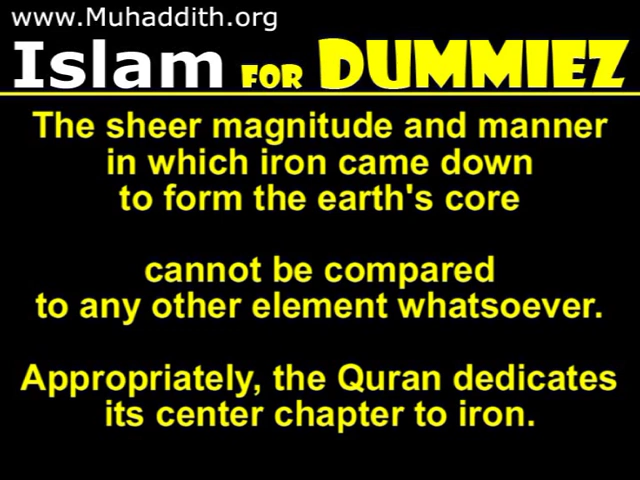 www.Muhaddith.org
Islam FOR DUMMIEZ
The sheer magnitude and manner
in which iron came down
to form the earth's core
cannot be compared
to any other element whatsoever.
Appropriately, the Quran dedicates
its center chapter to iron.